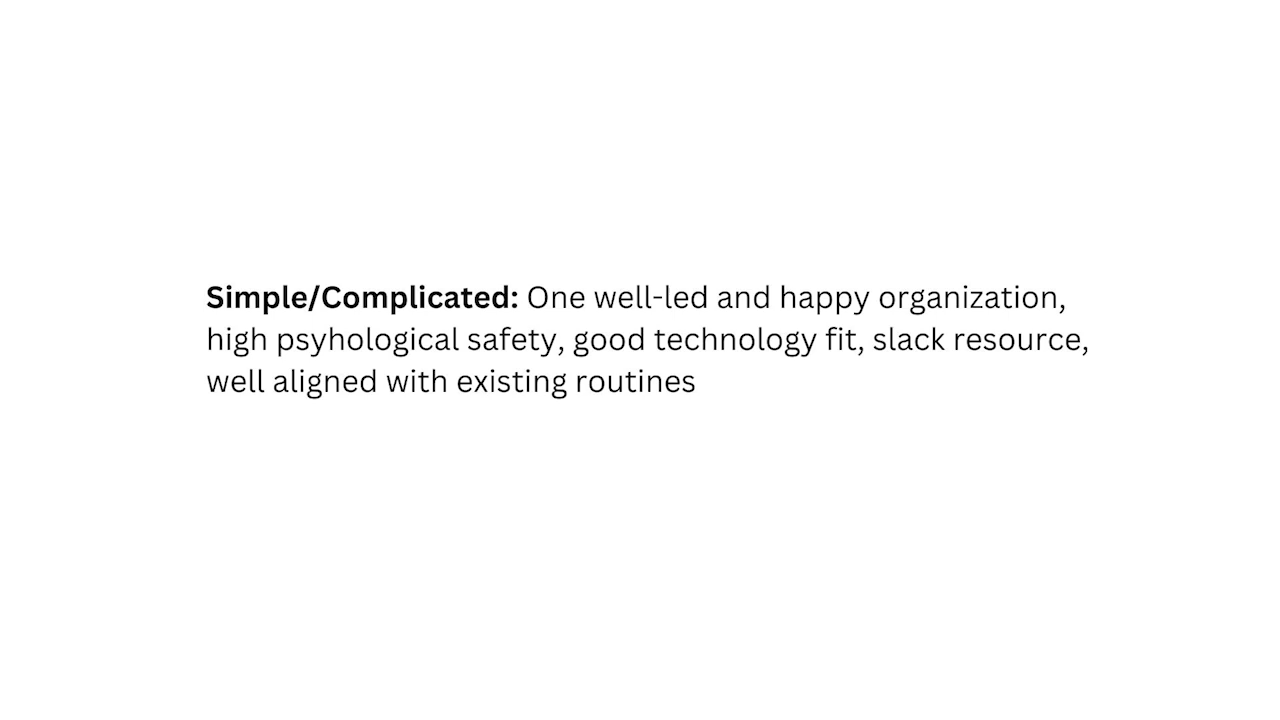 Simple/Complicated: One well-led and happy organization,
high psyhological safety, good technology fit, slack resource,
well aligned with existing routines